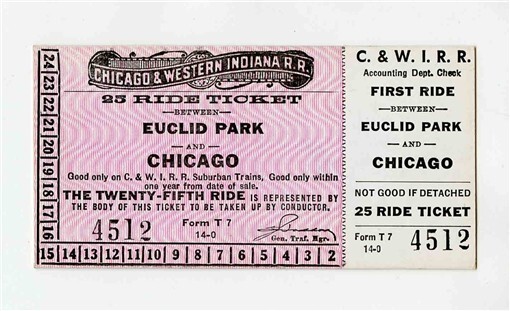 CHICAGO & WESTERN INDIANA R.R.
25 RIDE TICKET
—BETWEEN—
EUCLID PARK
—AND—
CHICAGO
Good only on C. & W. I. R. R. Suburban Trains, Good only within
one year from date of sale.
THE TWENTY-FIFTH RIDE IS REPRESENTED
BY THE BODY OF THIS TICKET TO BE TAKEN UP BY CONDUCTOR.
4512
Form T 7
14-0
Gen. Traf. Mgr.
24
23
22
21
20
19
18
17
16
15 14 13 12 11 10 9 8 7 6 5 4 3 2
C. & W. I. R. R.
Accounting Dept. Check
FIRST RIDE
—BETWEEN—
EUCLID PARK
—AND—
CHICAGO
NOT GOOD IF DETACHED
25 RIDE TICKET
Form T 7
14-0
4512